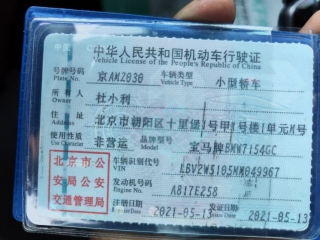 中华人民共和国机动车行驶证
Vehicle License of the People's Republic of China
号牌号码 京AM2030 车辆类型 小型轿车
Plate No. Vehicle Type
所有人 杜小利
Owner
住址 北京市朝阳区十里堡1号甲1号楼1单元M号
Address
使用性质 非营运 品牌型号 宝马牌BMW7154GC
Use Character Model
北京市公 车辆识别代号 LBV2W5105MM049967
VIN
安局公安 发动机号码 A817E258
Engine No.
交通管理局 注册日期 2021-05-13 发证日期 2021-05-13
Register Date Issue Date